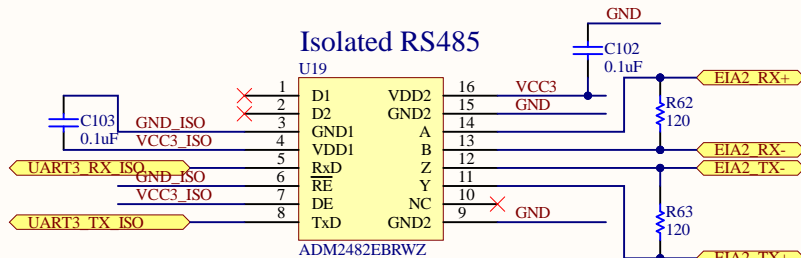 GND
Isolated RS485
C102
0.1uF
U19
1 D1 VDD2 16 VCC3
2 D2 GND2 15 GND
C103
0.1uF
GND_ISO 3 GND1 A 14
VCC3_ISO 4 VDD1 B 13
UART3_RX_ISO 5 RxD Z 12
GND_ISO 6 RE Y 11
VCC3_ISO 7 DE NC 10
UART3_TX_ISO 8 TxD GND2 9 GND
ADM2482EBRWZ
EIA2_RX+
R62
120
EIA2_RX-
EIA2_TX-
R63
120
EIA2_TX+